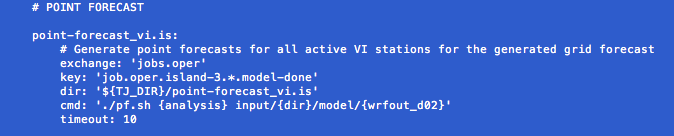 # POINT FORECAST
point-forecast_vi.is:
# Generate point forecasts for all active VI stations for the generated grid forecast
exchange: 'jobs.oper'
key: 'job.oper.island-3.*.model-done'
dir: '${TJ_DIR}/point-forecast_vi.is'
cmd: './pf.sh {analysis} input/{dir}/model/{wrfout_d02}'
timeout: 10